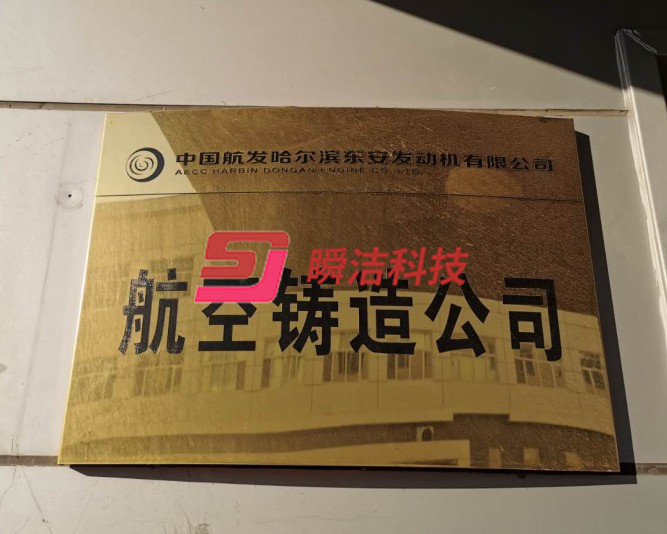 中国航发哈尔滨东安发动机有限公司
AECC HARBIN DONGAN ENGINE CO., LTD.
SJ 瞬洁科技
航空铸造公司